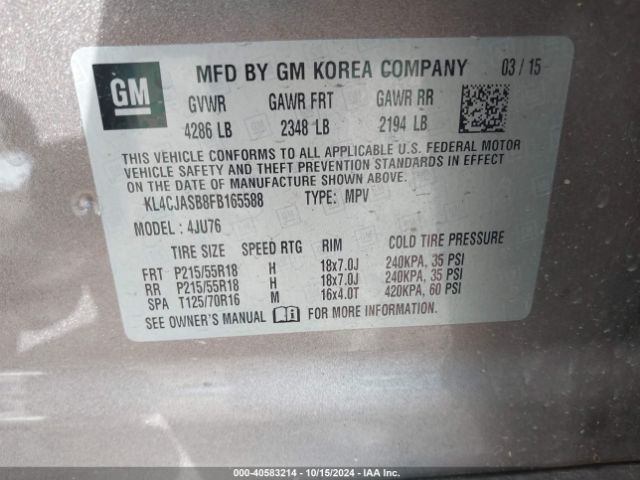 GM
MFD BY GM KOREA COMPANY 03 / 15
GVWR GAWR FRT GAWR RR
4286 LB 2348 LB 2194 LB
THIS VEHICLE CONFORMS TO ALL APPLICABLE U.S. FEDERAL MOTOR
VEHICLE SAFETY AND THEFT PREVENTION STANDARDS IN EFFECT
ON THE DATE OF MANUFACTURE SHOWN ABOVE.
KL4CJASB8FB165588 TYPE: MPV
MODEL : 4JU76
TIRE SIZE SPEED RTG RIM COLD TIRE PRESSURE
FRT P215/55R18 H 18x7.0J 240KPA, 35 PSI
RR P215/55R18 H 18x7.0J 240KPA, 35 PSI
SPA T125/70R16 M 16x4.0T 420KPA, 60 PSI
SEE OWNER'S MANUAL i FOR MORE INFORMATION.
000-40583214 - 10/15/2024 - IAA Inc.